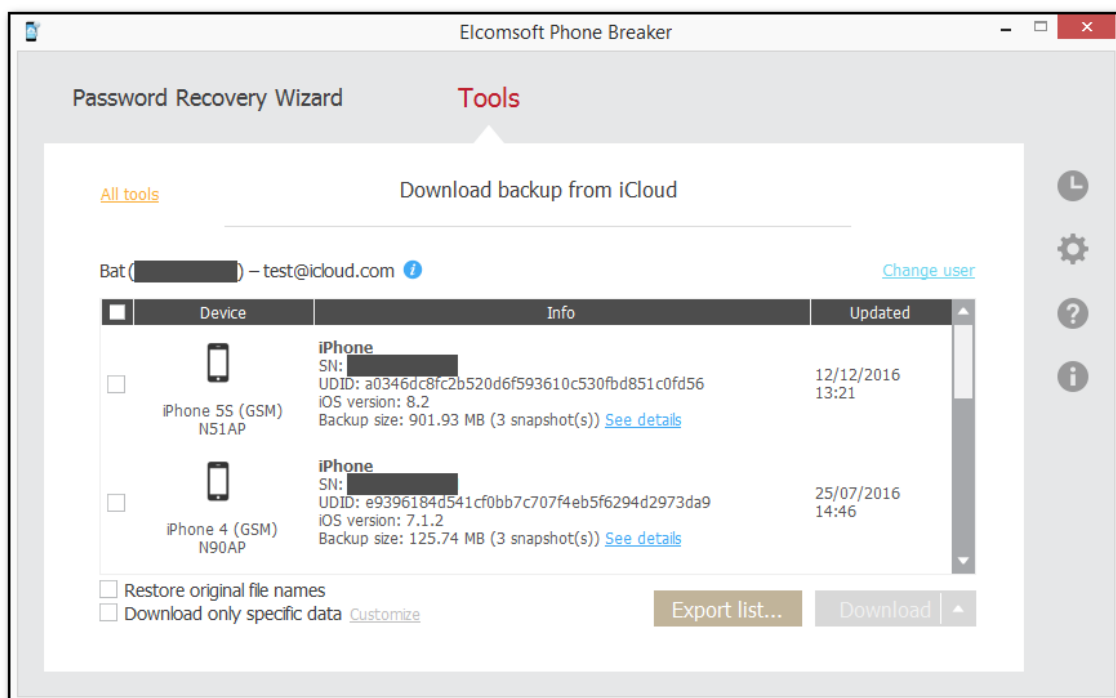 Elcomsoft Phone Breaker
Password Recovery Wizard
Tools
All tools
Download backup from iCloud
Bat ( ) – test@icloud.com
Change user
Device
Info
Updated
iPhone 5S (GSM)
N51AP
iPhone
SN:
UDID: a0346dc8fc2b520d6f593610c530fbd851c0fd56
iOS version: 8.2
Backup size: 901.93 MB (3 snapshot(s)) See details
12/12/2016
13:21
iPhone 4 (GSM)
N90AP
iPhone
SN:
UDID: e9396184d541cf0bb7c707f4eb5f6294d2973da9
iOS version: 7.1.2
Backup size: 125.74 MB (3 snapshot(s)) See details
25/07/2016
14:46
Restore original file names
Download only specific data Customize
Export list...
Download